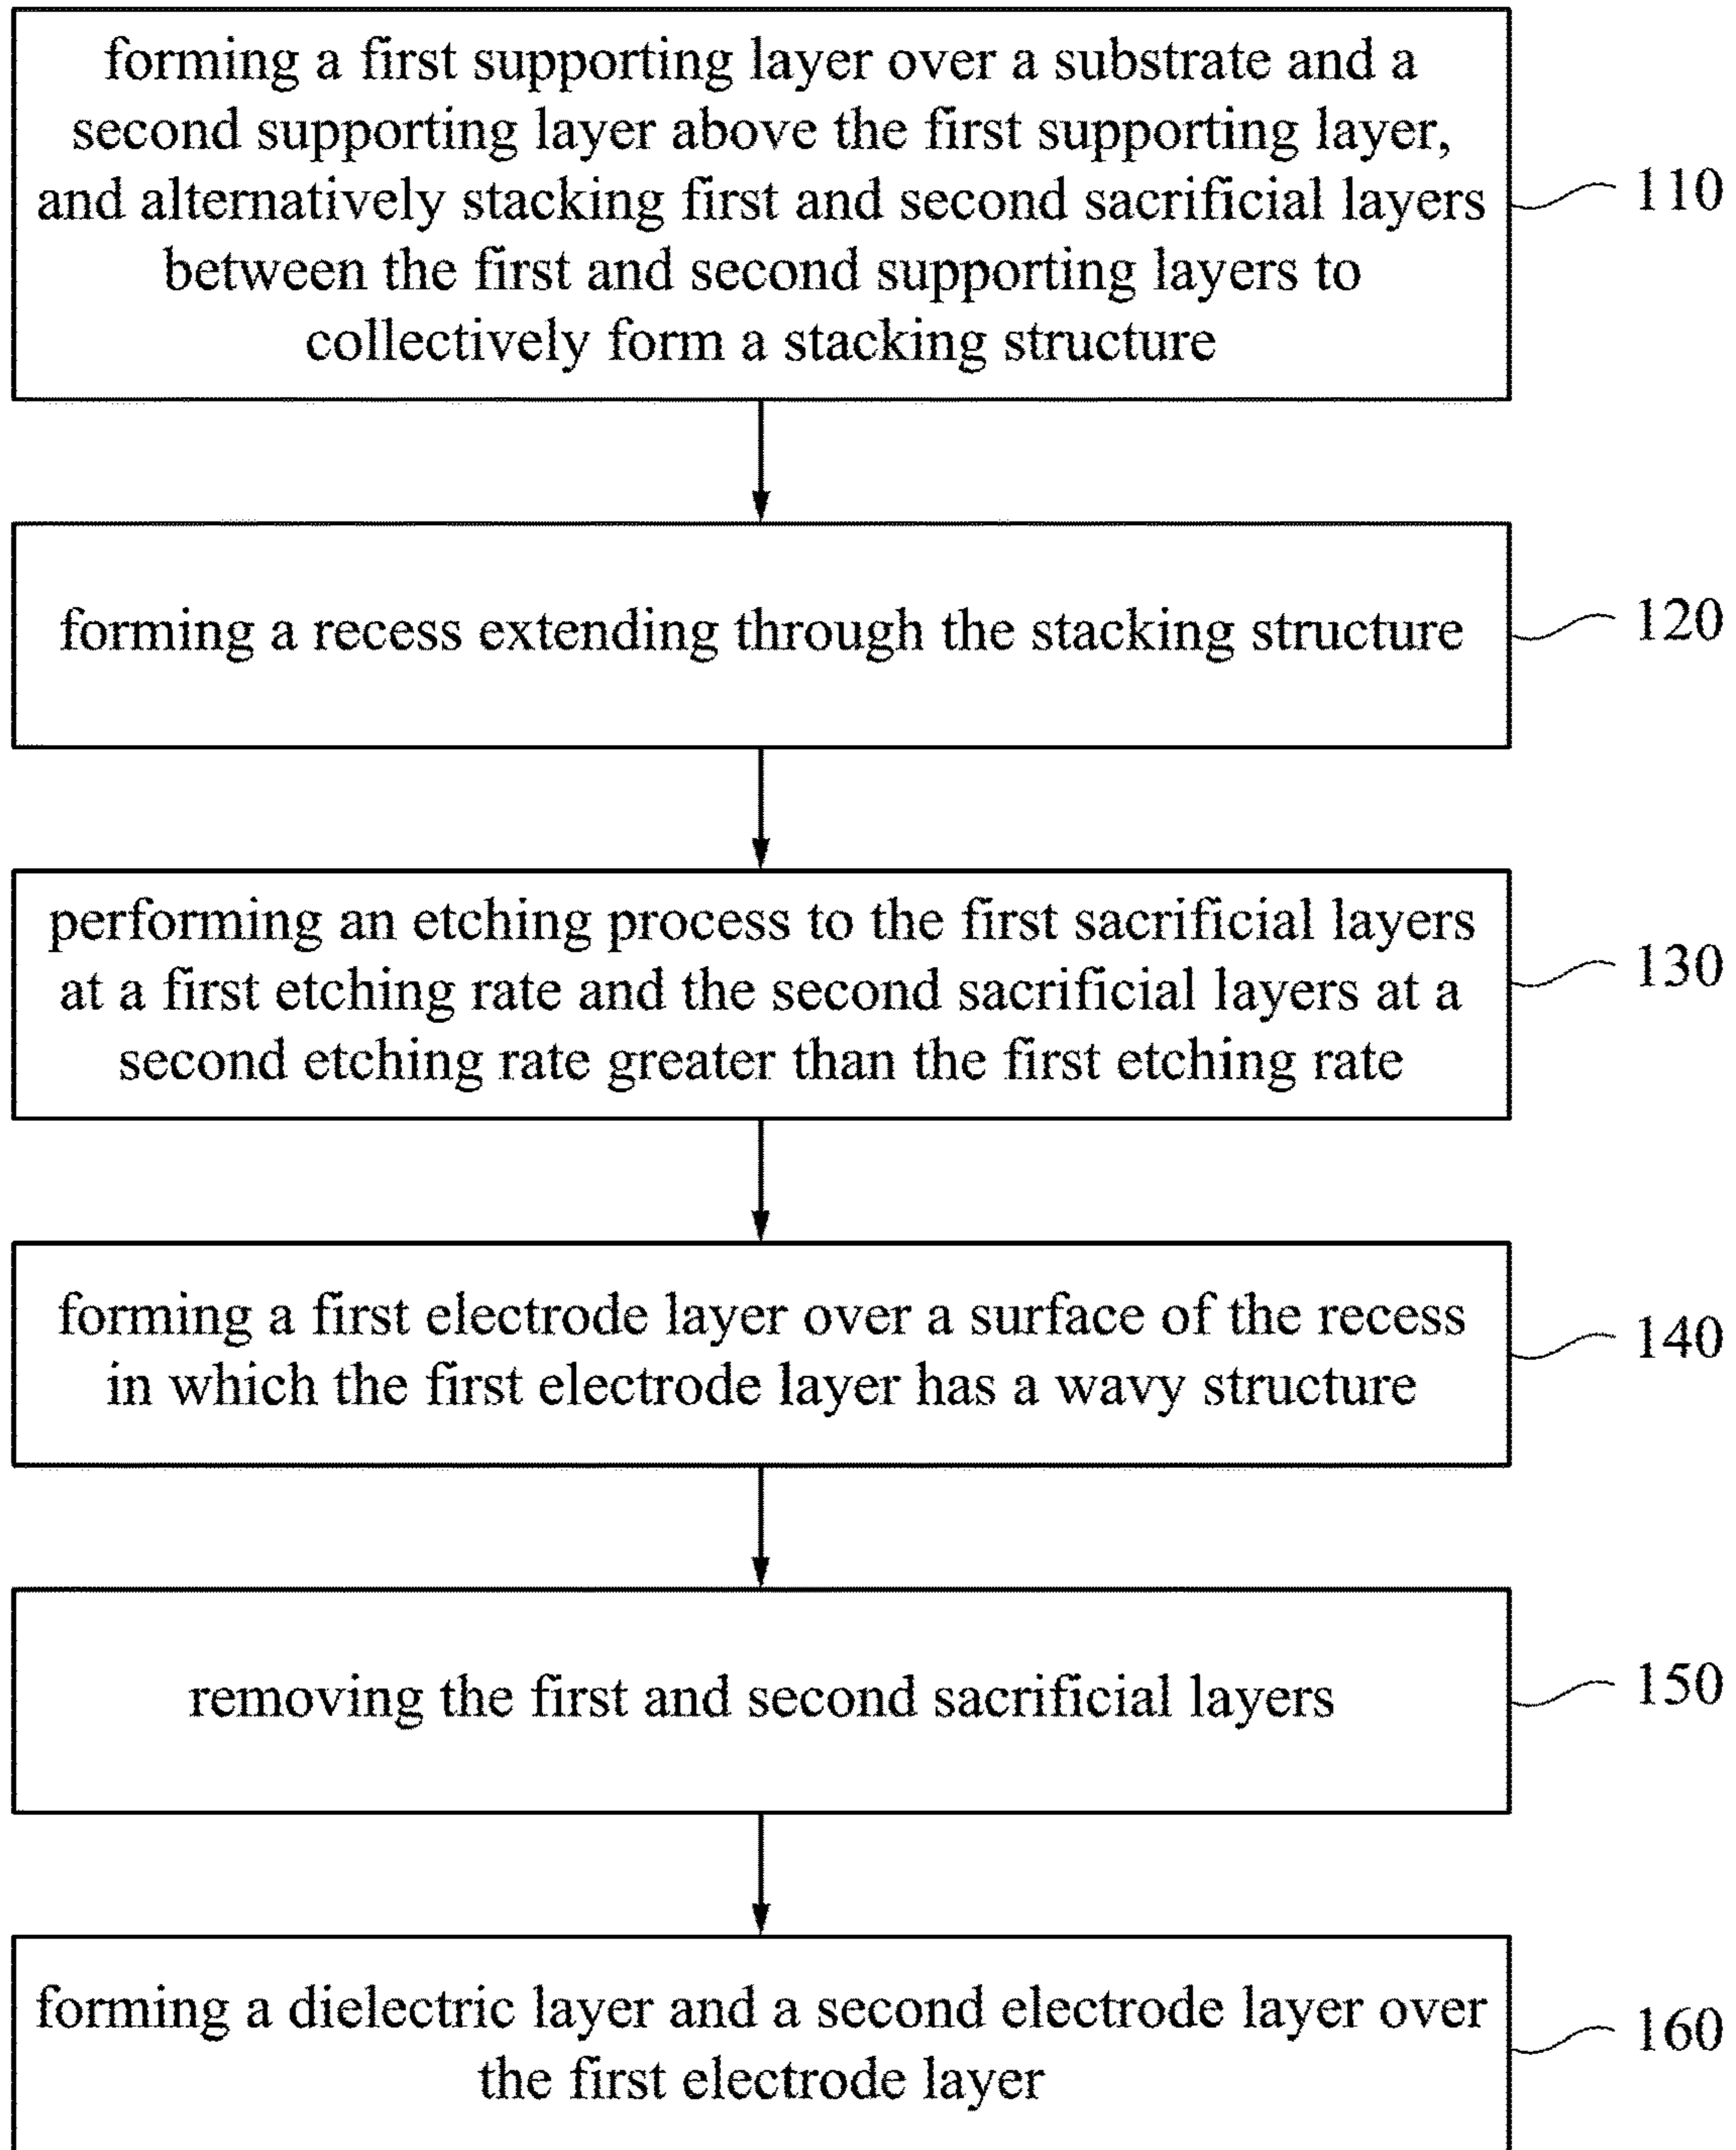 forming a first supporting layer over a substrate and a
second supporting layer above the first supporting layer,
and alternatively stacking first and second sacrificial layers
between the first and second supporting layers to
collectively form a stacking structure
110
forming a recess extending through the stacking structure
120
performing an etching process to the first sacrificial layers
at a first etching rate and the second sacrificial layers at a
second etching rate greater than the first etching rate
130
forming a first electrode layer over a surface of the recess
in which the first electrode layer has a wavy structure
140
removing the first and second sacrificial layers
150
forming a dielectric layer and a second electrode layer over
the first electrode layer
160